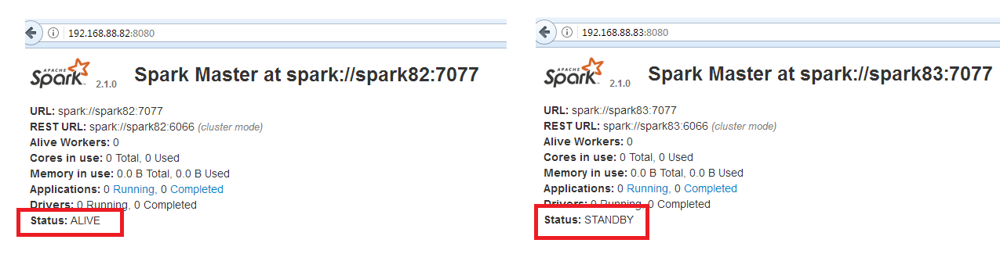 192.168.88.82:8080
APACHE
Spark 2.1.0
Spark Master at spark://spark82:7077
URL: spark://spark82:7077
REST URL: spark://spark82:6066 (cluster mode)
Alive Workers: 0
Cores in use: 0 Total, 0 Used
Memory in use: 0.0 B Total, 0.0 B Used
Applications: 0 Running, 0 Completed
Drivers: 0 Running, 0 Completed
Status: ALIVE
192.168.88.83:8080
APACHE
Spark 2.1.0
Spark Master at spark://spark83:7077
URL: spark://spark83:7077
REST URL: spark://spark83:6066 (cluster mode)
Alive Workers: 0
Cores in use: 0 Total, 0 Used
Memory in use: 0.0 B Total, 0.0 B Used
Applications: 0 Running, 0 Completed
Drivers: 0 Running, 0 Completed
Status: STANDBY